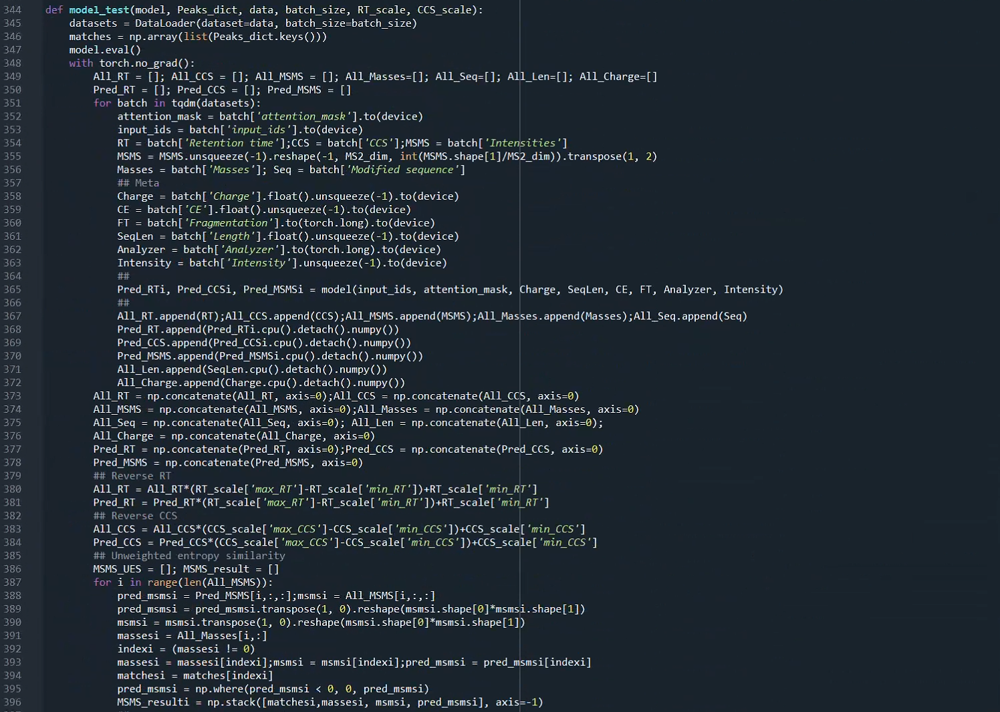 344 def model_test(model, Peaks_dict, data, batch_size, RT_scale, CCS_scale):
345     datasets = DataLoader(dataset=data, batch_size=batch_size)
346     matches = np.array(list(Peaks_dict.keys()))
347     model.eval()
348     with torch.no_grad():
349         All_RT = []; All_CCS = []; All_MSMS = []; All_Masses=[]; All_Seq=[]; All_Len=[]; All_Charge=[]
350         Pred_RT = []; Pred_CCS = []; Pred_MSMS = []
351         for batch in tqdm(datasets):
352             attention_mask = batch['attention_mask'].to(device)
353             input_ids = batch['input_ids'].to(device)
354             RT = batch['Retention time'];CCS = batch['CCS'];MSMS = batch['Intensities']
355             MSMS = MSMS.unsqueeze(-1).reshape(-1, MS2_dim, int(MSMS.shape[1]/MS2_dim)).transpose(1, 2)
356             Masses = batch['Masses']; Seq = batch['Modified sequence']
357             ## Meta
358             Charge = batch['Charge'].float().unsqueeze(-1).to(device)
359             CE = batch['CE'].float().unsqueeze(-1).to(device)
360             FT = batch['Fragmentation'].to(torch.long).to(device)
361             SeqLen = batch['Length'].float().unsqueeze(-1).to(device)
362             Analyzer = batch['Analyzer'].to(torch.long).to(device)
363             Intensity = batch['Intensity'].unsqueeze(-1).to(device)
364             ##
365             Pred_RTi, Pred_CCSi, Pred_MSMSi = model(input_ids, attention_mask, Charge, SeqLen, CE, FT, Analyzer, Intensity)
366             ##
367             All_RT.append(RT);All_CCS.append(CCS);All_MSMS.append(MSMS);All_Masses.append(Masses);All_Seq.append(Seq)
368             Pred_RT.append(Pred_RTi.cpu().detach().numpy())
369             Pred_CCS.append(Pred_CCSi.cpu().detach().numpy())
370             Pred_MSMS.append(Pred_MSMSi.cpu().detach().numpy())
371             All_Len.append(SeqLen.cpu().detach().numpy())
372             All_Charge.append(Charge.cpu().detach().numpy())
373         All_RT = np.concatenate(All_RT, axis=0);All_CCS = np.concatenate(All_CCS, axis=0)
374         All_MSMS = np.concatenate(All_MSMS, axis=0);All_Masses = np.concatenate(All_Masses, axis=0)
375         All_Seq = np.concatenate(All_Seq, axis=0); All_Len = np.concatenate(All_Len, axis=0);
376         All_Charge = np.concatenate(All_Charge, axis=0)
377         Pred_RT = np.concatenate(Pred_RT, axis=0);Pred_CCS = np.concatenate(Pred_CCS, axis=0)
378         Pred_MSMS = np.concatenate(Pred_MSMS, axis=0)
379         ## Reverse RT
380         All_RT = All_RT*(RT_scale['max_RT']-RT_scale['min_RT'])+RT_scale['min_RT']
381         Pred_RT = Pred_RT*(RT_scale['max_RT']-RT_scale['min_RT'])+RT_scale['min_RT']
382         ## Reverse CCS
383         All_CCS = All_CCS*(CCS_scale['max_CCS']-CCS_scale['min_CCS'])+CCS_scale['min_CCS']
384         Pred_CCS = Pred_CCS*(CCS_scale['max_CCS']-CCS_scale['min_CCS'])+CCS_scale['min_CCS']
385         ## Unweighted entropy similarity
386         MSMS_UES = []; MSMS_result = []
387         for i in range(len(All_MSMS)):
388             pred_msmsi = Pred_MSMS[i,:,:];msmsi = All_MSMS[i,:,:]
389             pred_msmsi = pred_msmsi.transpose(1, 0).reshape(msmsi.shape[0]*msmsi.shape[1])
390             msmsi = msmsi.transpose(1, 0).reshape(msmsi.shape[0]*msmsi.shape[1])
391             massesi = All_Masses[i,:]
392             indexi = (massesi != 0)
393             massesi = massesi[indexi];msmsi = msmsi[indexi];pred_msmsi = pred_msmsi[indexi]
394             matchesi = matches[indexi]
395             pred_msmsi = np.where(pred_msmsi < 0, 0, pred_msmsi)
396             MSMS_resulti = np.stack([matchesi,massesi, msmsi, pred_msmsi], axis=-1)